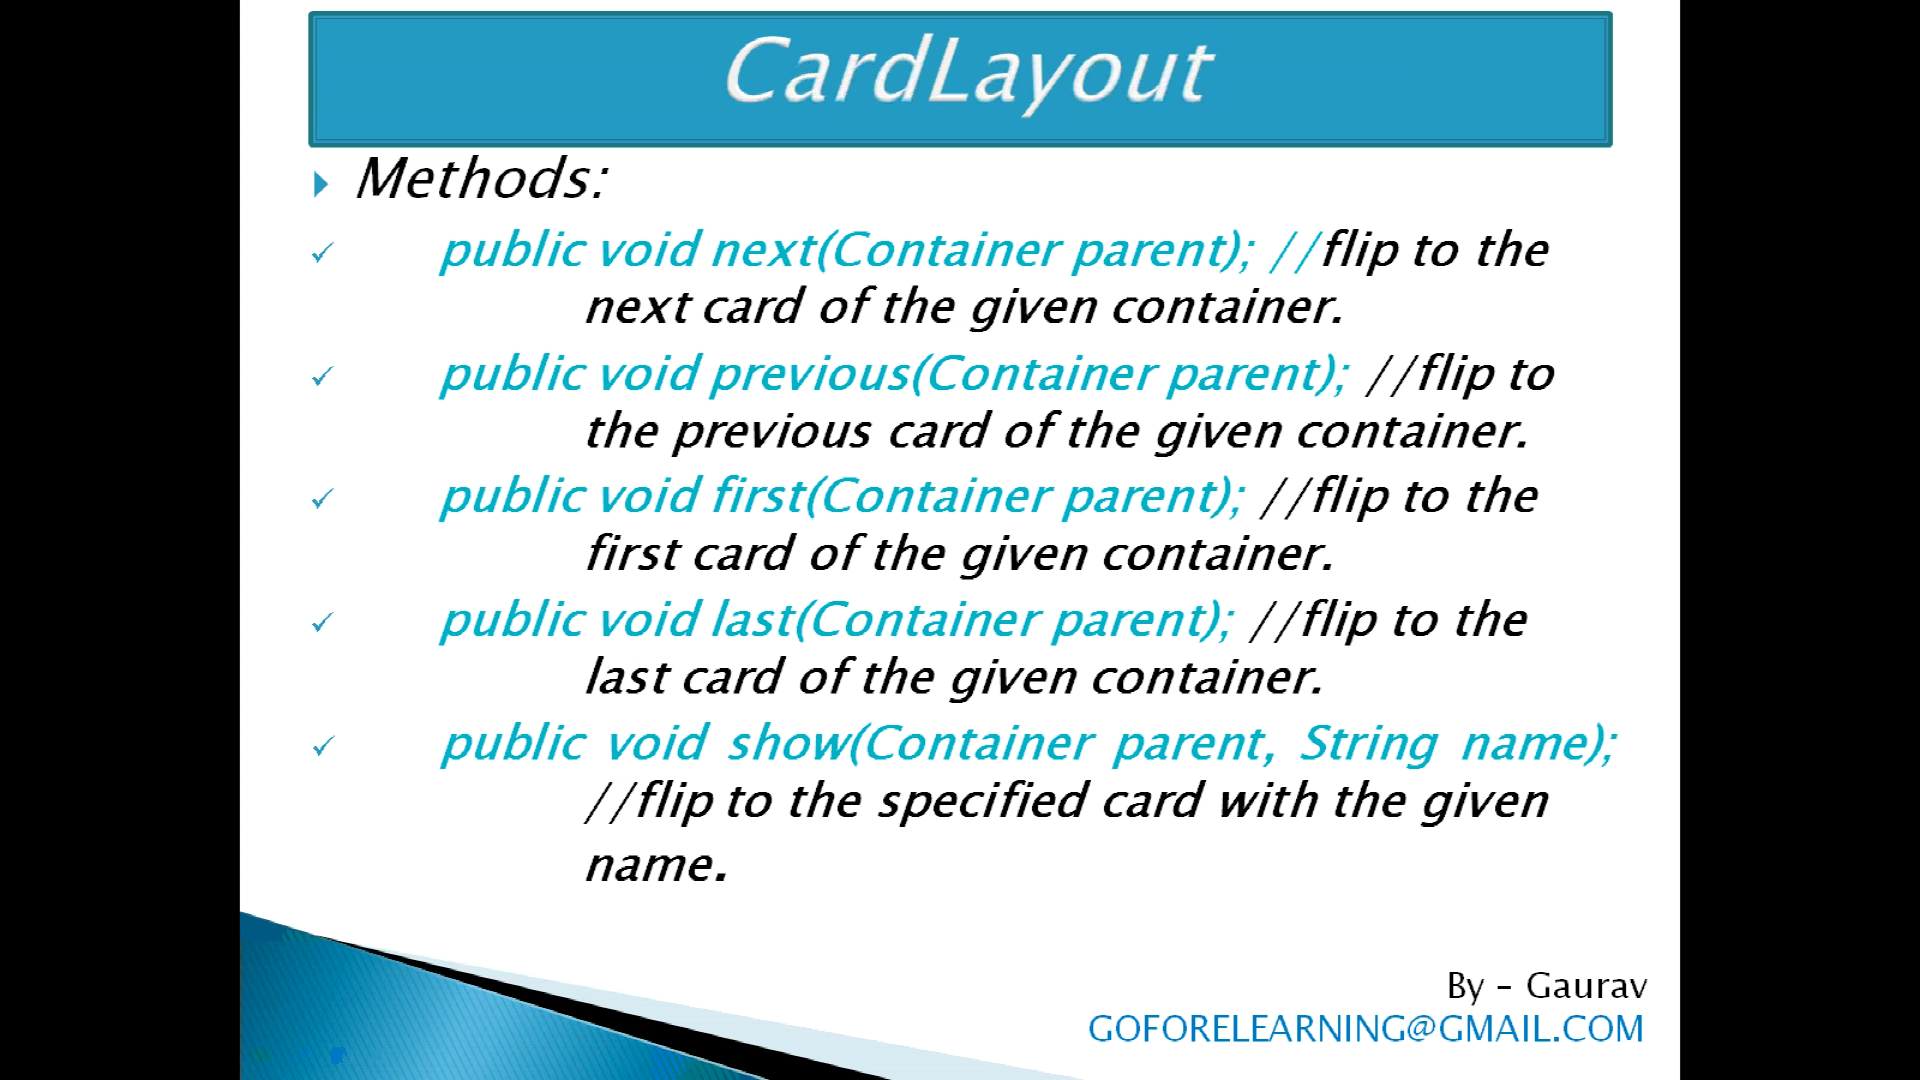 CardLayout
Methods:
public void next(Container parent); //flip to the
next card of the given container.
public void previous(Container parent); //flip to
the previous card of the given container.
public void first(Container parent); //flip to the
first card of the given container.
public void last(Container parent); //flip to the
last card of the given container.
public void show(Container parent, String name);
//flip to the specified card with the given
name.
By – Gaurav
GOFORELEARNING@GMAIL.COM